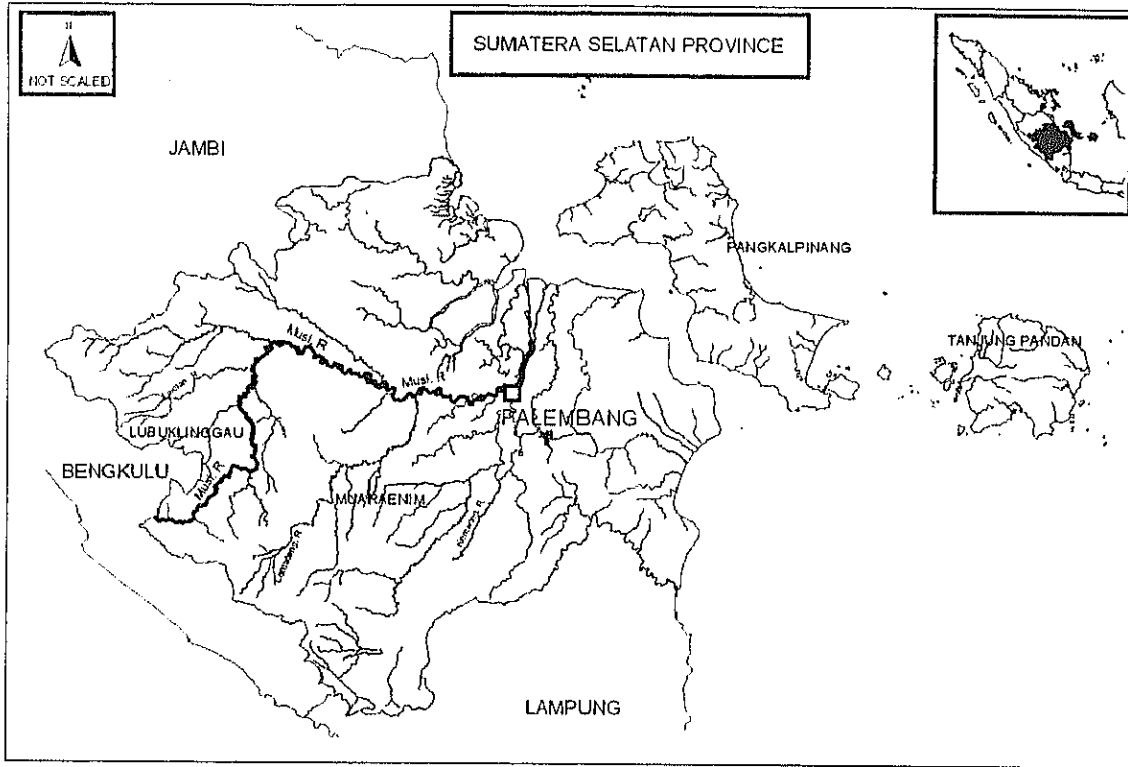 N
NOT SCALED
SUMATERA SELATAN PROVINCE
JAMBI
PANGKALPINANG
TANJUNG PANDAN
Musi. R
Musi. R
PALEMBANG
LUBUKLINGGAU
BENGKULU
Musi. R
MUARAENIM
LAMPUNG